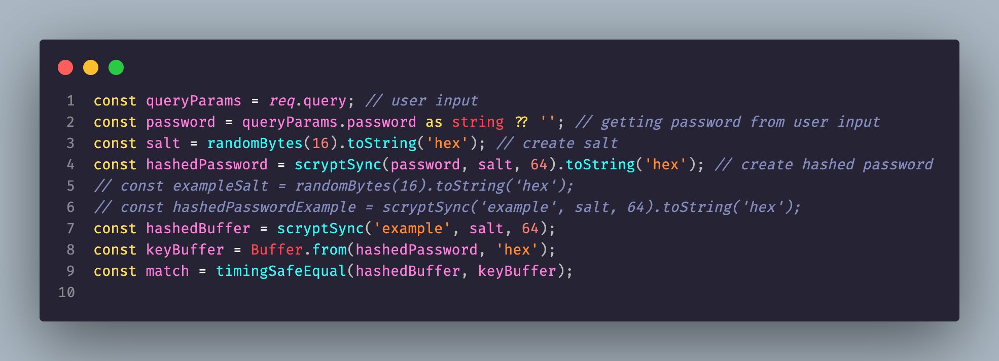 1 const queryParams = req.query; // user input
2 const password = queryParams.password as string ?? ''; // getting password from user input
3 const salt = randomBytes(16).toString('hex'); // create salt
4 const hashedPassword = scryptSync(password, salt, 64).toString('hex'); // create hashed password
5 // const exampleSalt = randomBytes(16).toString('hex');
6 // const hashedPasswordExample = scryptSync('example', salt, 64).toString('hex');
7 const hashedBuffer = scryptSync('example', salt, 64);
8 const keyBuffer = Buffer.from(hashedPassword, 'hex');
9 const match = timingSafeEqual(hashedBuffer, keyBuffer);
10